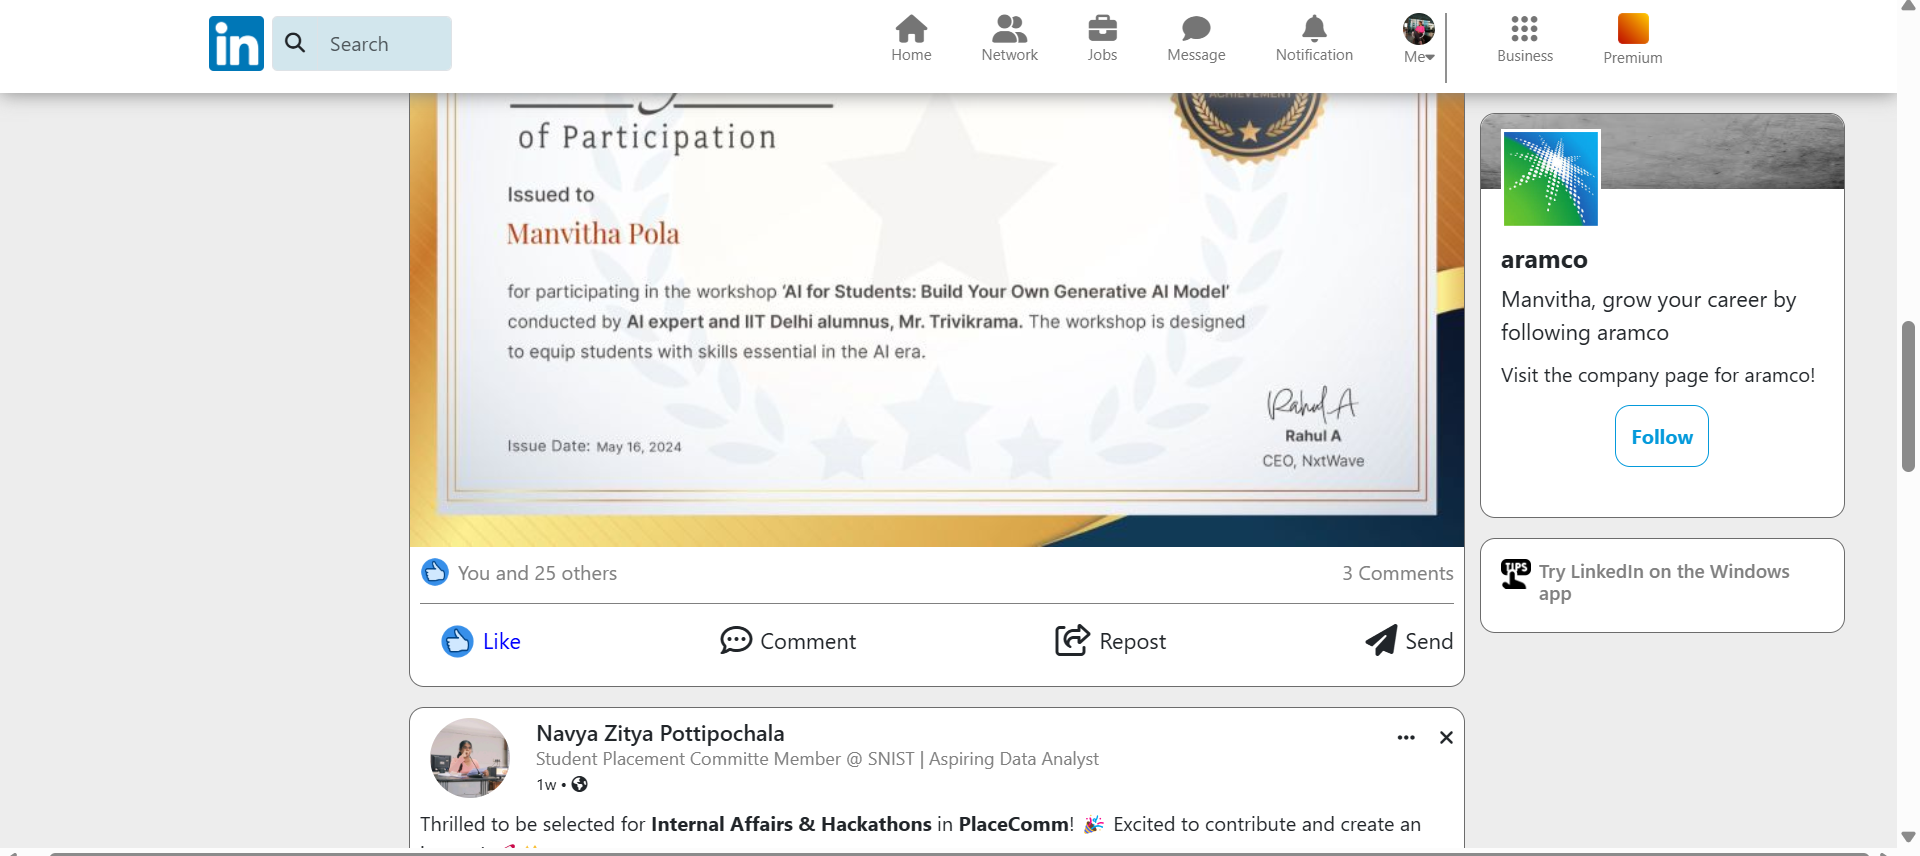 in
Search
Home
Network
Jobs
Message
Notification
Me
Business
Premium
ACHIEVEMENT
of Participation
Issued to
Manvitha Pola
for participating in the workshop ‘AI for Students: Build Your Own Generative AI Model’
conducted by AI expert and IIT Delhi alumnus, Mr. Trivikrama. The workshop is designed
to equip students with skills essential in the AI era.
Rahul A
Issue Date: May 16, 2024
Rahul A
CEO, NxtWave
You and 25 others
3 Comments
Like
Comment
Repost
Send
Navya Zitya Pottipochala
Student Placement Committe Member @ SNIST | Aspiring Data Analyst
1w •
Thrilled to be selected for Internal Affairs & Hackathons in PlaceComm! 🎉 Excited to contribute and create an
aramco
Manvitha, grow your career by
following aramco
Visit the company page for aramco!
Follow
TIPS
Try LinkedIn on the Windows
app